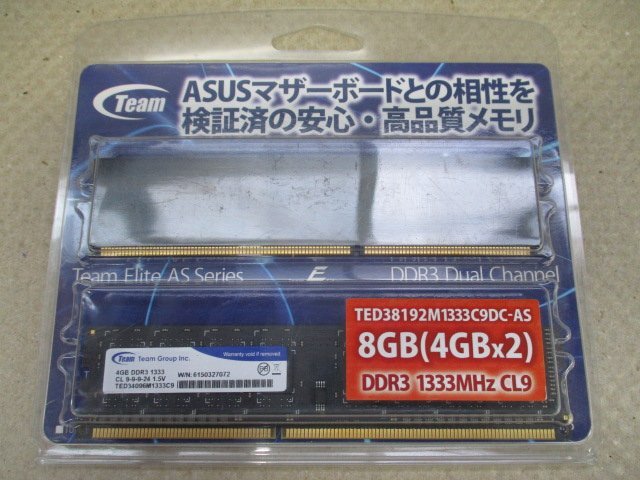 Team
ASUSマザーボードとの相性を
検証済の安心・高品質メモリ
Team Elite AS Series
E
DDR3 Dual Channel
TED38192M1333C9DC-AS
8GB(4GBx2)
DDR3 1333MHz CL9
Team Team Group Inc.
Warranty void if removed
4GB DDR3 1333
CL 9-9-9-24 1.5V
W/N: 6150327072
TED34096M1333C9